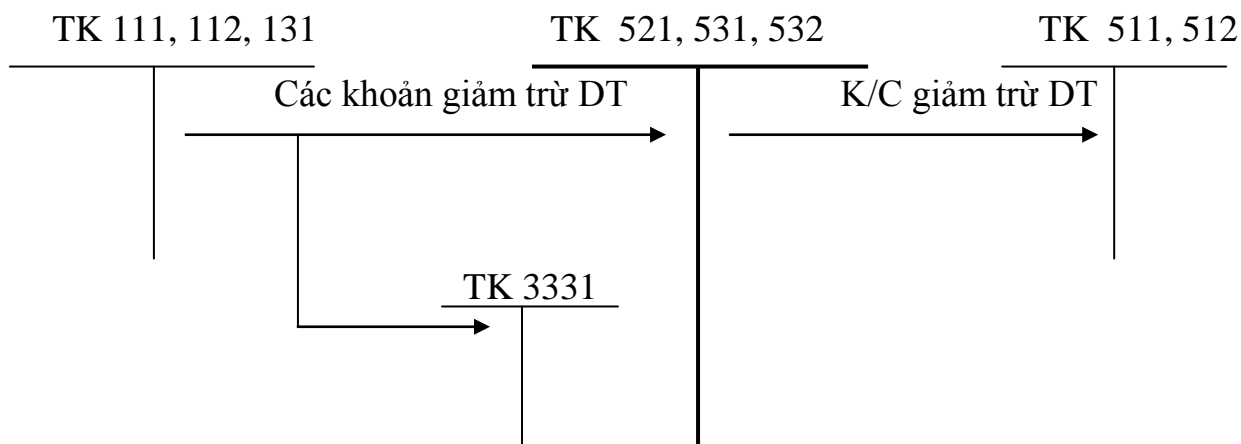 TK 111, 112, 131
TK 521, 531, 532
TK 511, 512
Các khoản giảm trừ DT
K/C giảm trừ DT
TK 3331